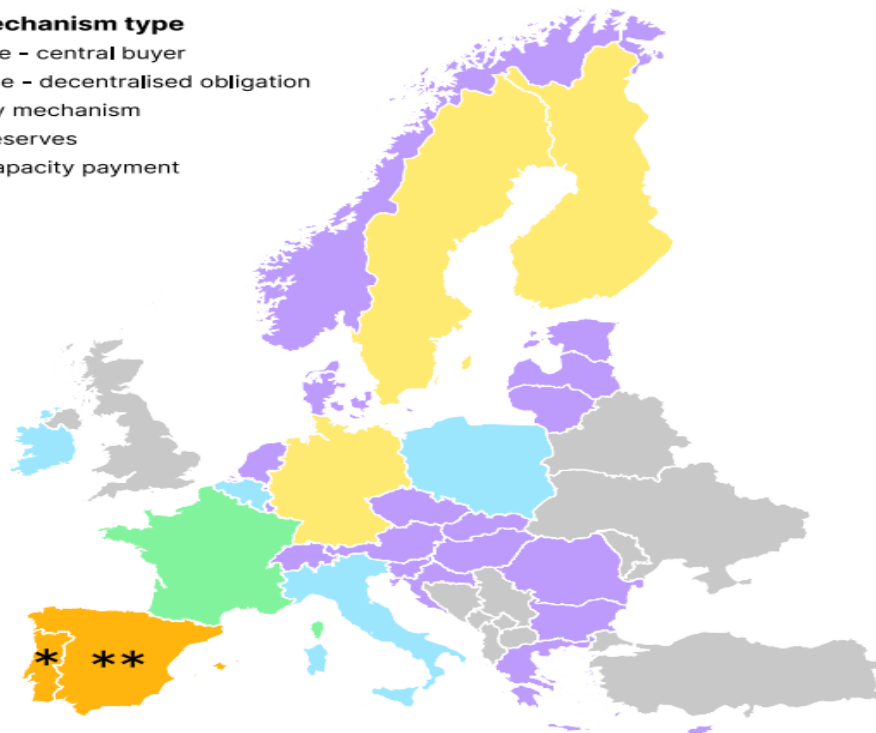 echanism type
e - central buyer
e - decentralised obligation
y mechanism
eserves
apacity payment
*
**